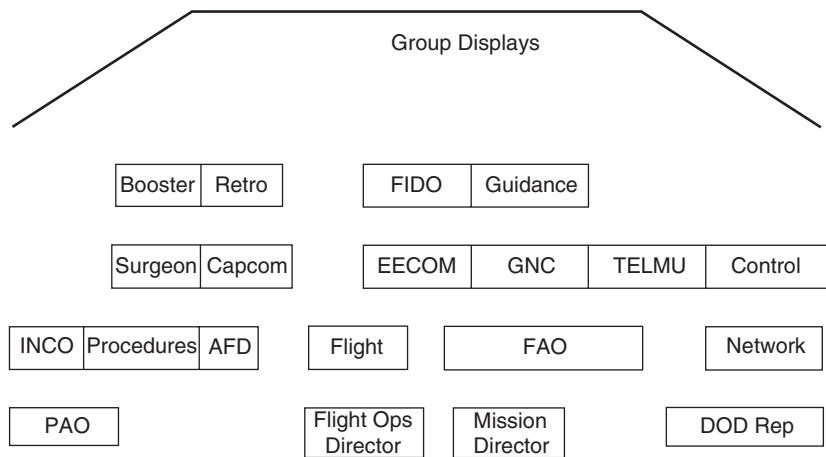 Group Displays
Booster Retro FIDO Guidance
Surgeon Capcom EECOM GNC TELMU Control
INCO Procedures AFD Flight FAO Network
PAO Flight Ops Mission DOD Rep
Director Director